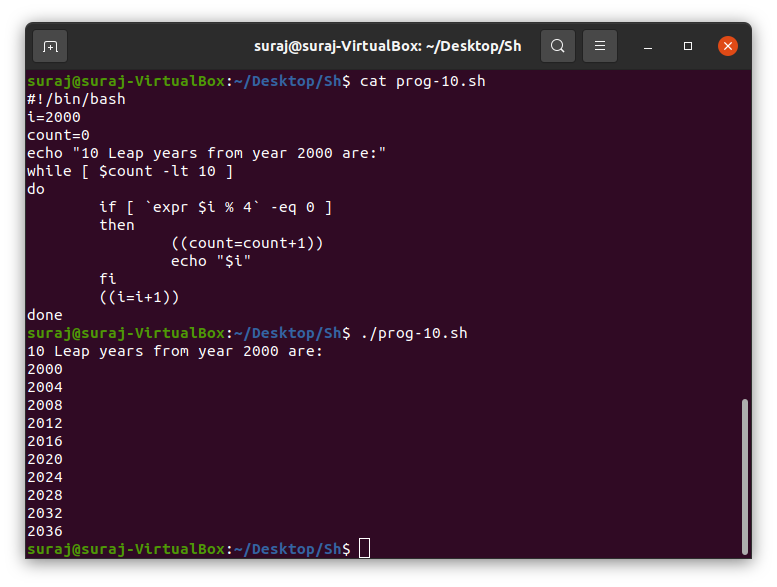 suraj@suraj-VirtualBox: ~/Desktop/Sh
suraj@suraj-VirtualBox:~/Desktop/Sh$ cat prog-10.sh
#!/bin/bash
i=2000
count=0
echo "10 Leap years from year 2000 are:"
while [ $count -lt 10 ]
do
        if [ `expr $i % 4` -eq 0 ]
        then
                ((count=count+1))
                echo "$i"
        fi
        ((i=i+1))
done
suraj@suraj-VirtualBox:~/Desktop/Sh$ ./prog-10.sh
10 Leap years from year 2000 are:
2000
2004
2008
2012
2016
2020
2024
2028
2032
2036
suraj@suraj-VirtualBox:~/Desktop/Sh$